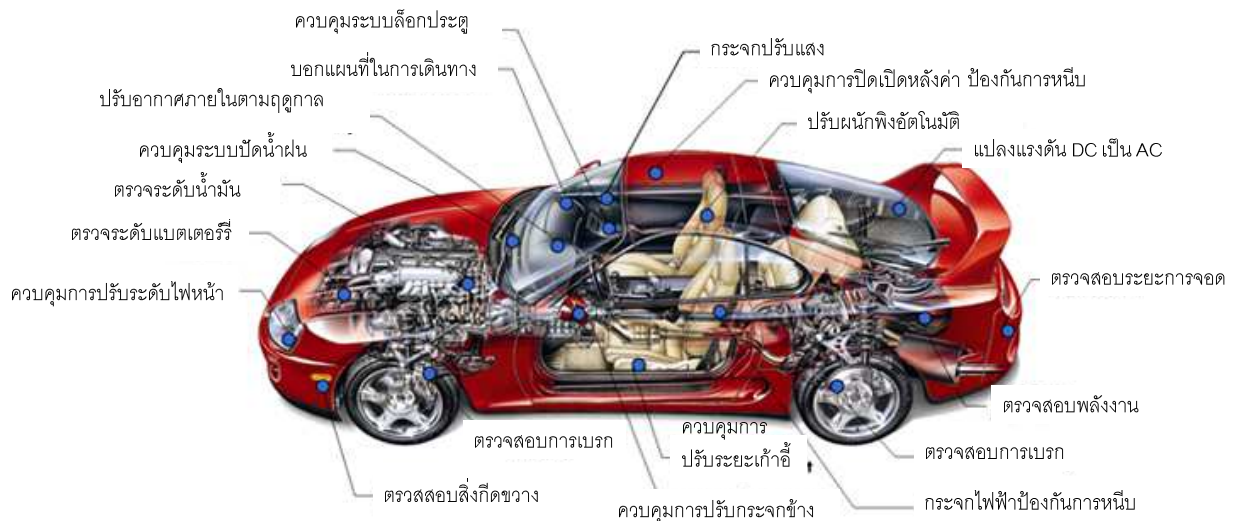 ควบคุมระบบล็อกประตู
บอกแผนที่ในการเดินทาง
ปรับอากาศภายในตามฤดูกาล
ควบคุมระบบปัดน้ำฝน
ตรวจระดับน้ำมัน
ตรวจระดับแบตเตอร์รี่
ควบคุมการปรับระดับไฟหน้า
กระจกปรับแสง
ควบคุมการปิดเปิดหลังค่า ป้องกันการหนีบ
ปรับผนักพิงอัตโนมัติ
แปลงแรงดัน DC เป็น AC
ตรวจสอบระยะการจอด
ตรวจสอบพลังงาน
ตรวจสอบการเบรก
กระจกไฟฟ้าป้องกันการหนีบ
ควบคุมการ
ปรับระยะเก้าอี้
ควบคุมการปรับกระจกข้าง
ตรวจสอบการเบรก
ตรวสสอบสิ่งกีดขวาง